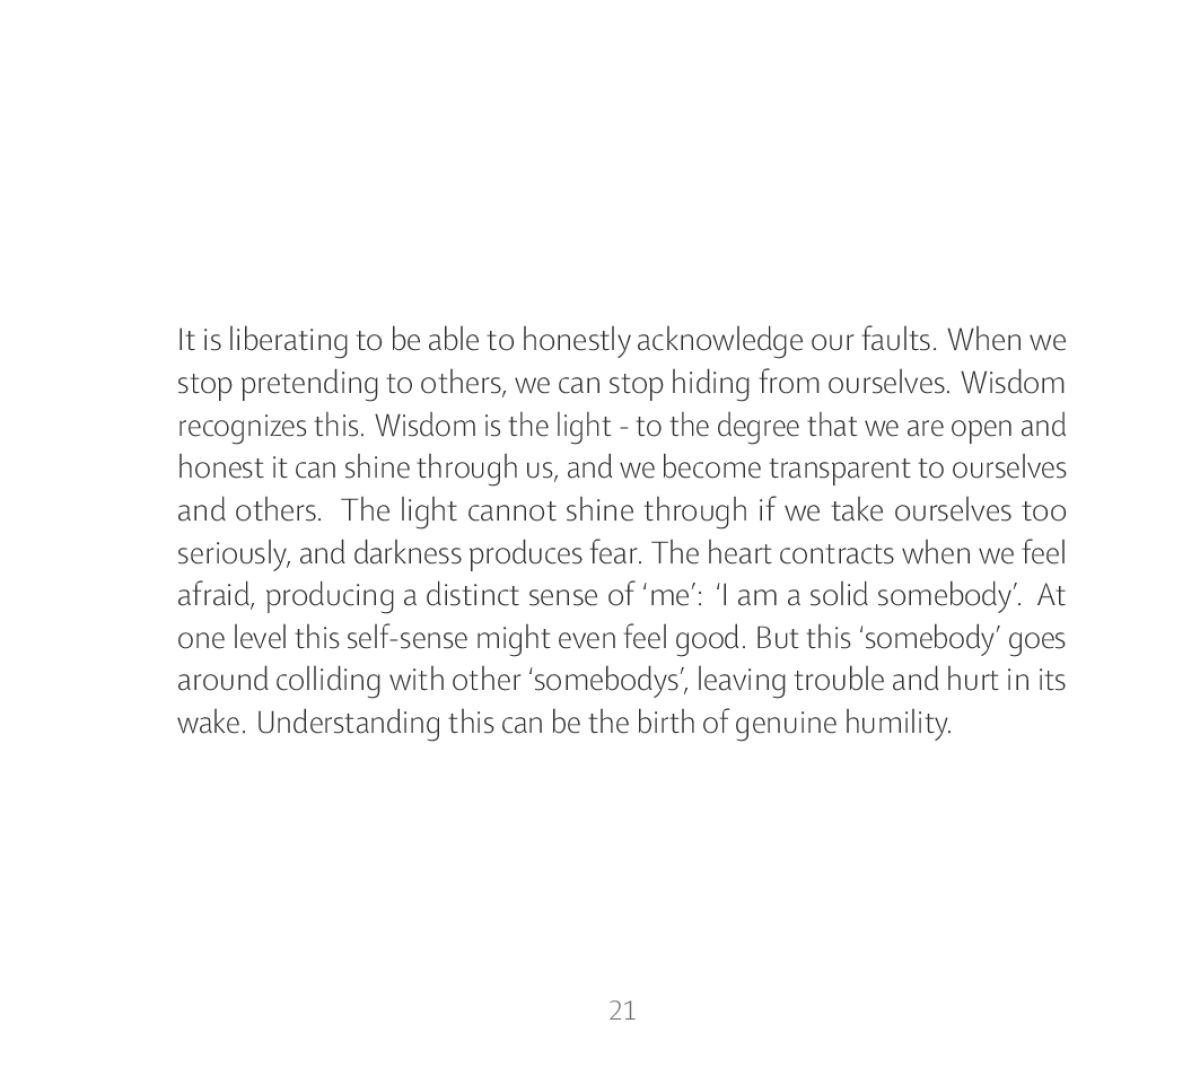 It is liberating to be able to honestly acknowledge our faults. When we
stop pretending to others, we can stop hiding from ourselves. Wisdom
recognizes this. Wisdom is the light - to the degree that we are open and
honest it can shine through us, and we become transparent to ourselves
and others.  The light cannot shine through if we take ourselves too
seriously, and darkness produces fear. The heart contracts when we feel
afraid, producing a distinct sense of ‘me’: ‘I am a solid somebody’. At
one level this self-sense might even feel good. But this ‘somebody’ goes
around colliding with other ‘somebodys’, leaving trouble and hurt in its
wake. Understanding this can be the birth of genuine humility.
21